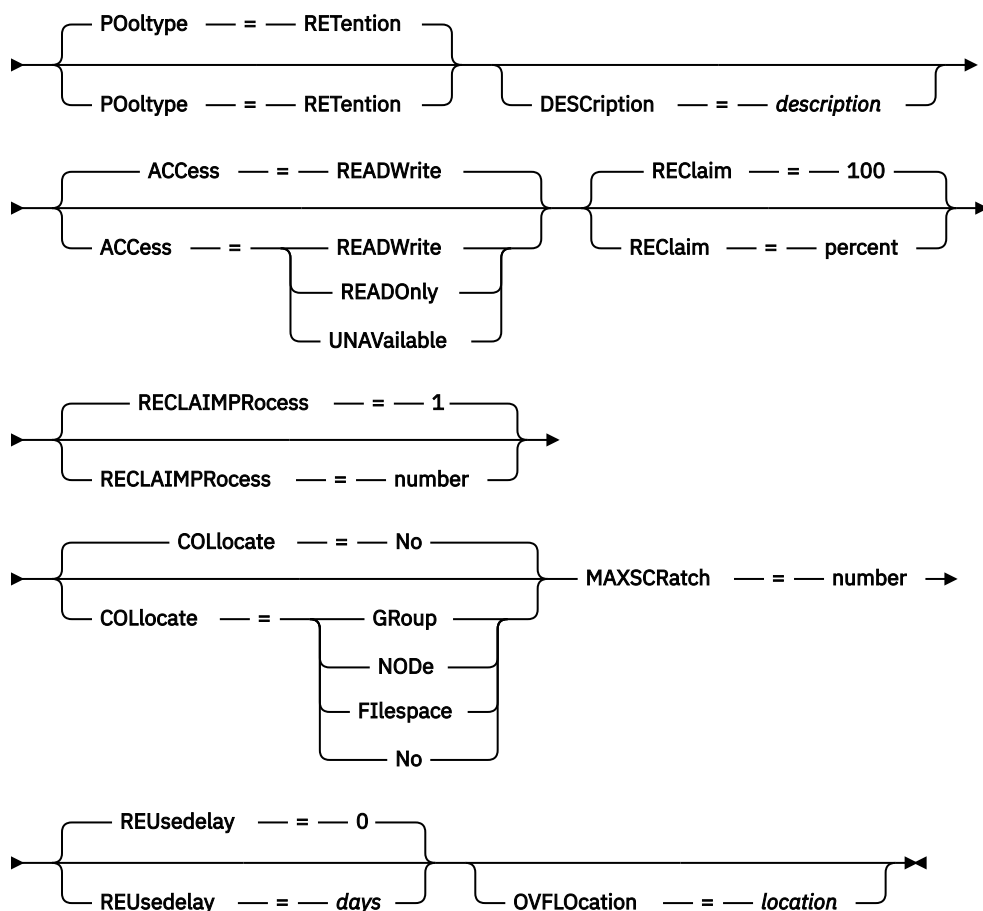 POoltype = RETention
POoltype = RETention
DESCription = description
ACCess = READWrite
REClaim = 100
ACCess = READWrite
READOnly
UNAVailable
REClaim = percent
RECLAIMPRocess = 1
RECLAIMPRocess = number
COLlocate = No
MAXSCRatch = number
COLlocate = GRoup
NODe
FIlespace
No
REUsedelay = 0
REUsedelay = days
OVFLOcation = location